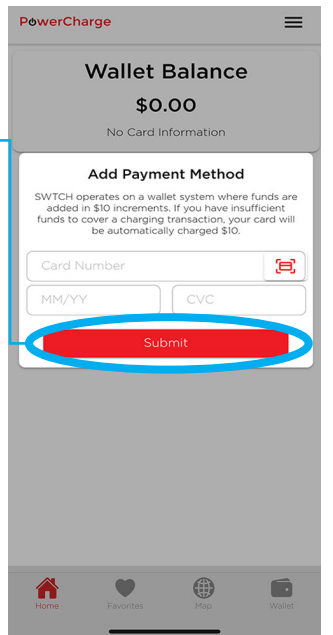 PowerCharge
Wallet Balance
$0.00
No Card Information
Add Payment Method
SWTCH operates on a wallet system where funds are
added in $10 increments. If you have insufficient
funds to cover a charging transaction, your card will
be automatically charged $10.
Card Number
MM/YY CVC
Submit
Home Favorites Map Wallet